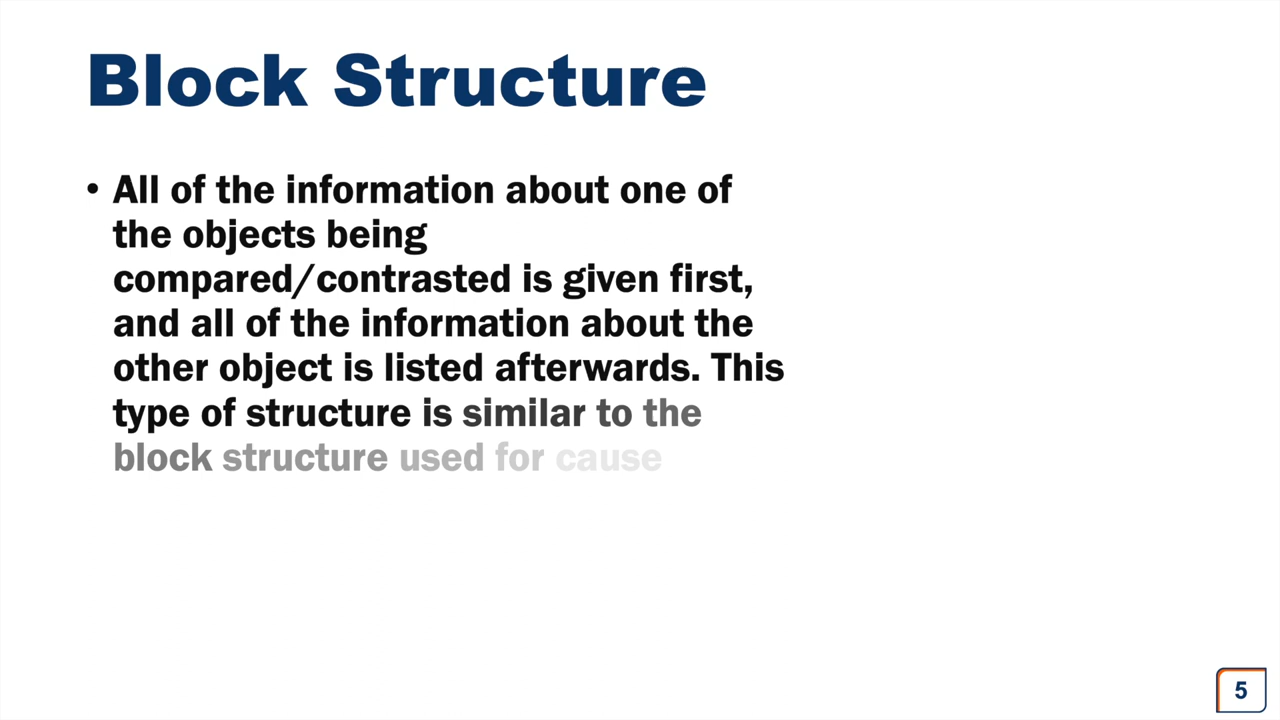 Block Structure
• All of the information about one of
the objects being
compared/contrasted is given first,
and all of the information about the
other object is listed afterwards. This
type of structure is similar to the
block structure used for cause
5